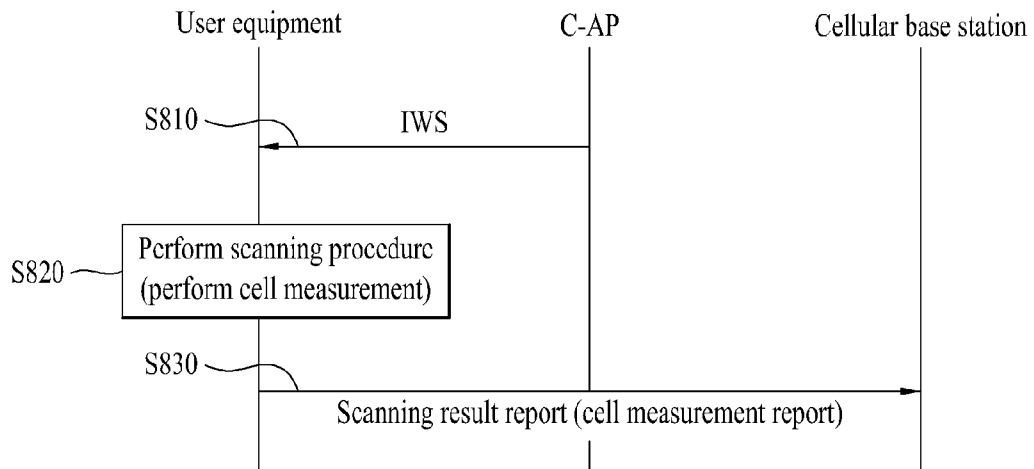 User equipment
C-AP
Cellular base station
S810
IWS
S820
Perform scanning procedure
(perform cell measurement)
S830
Scanning result report (cell measurement report)